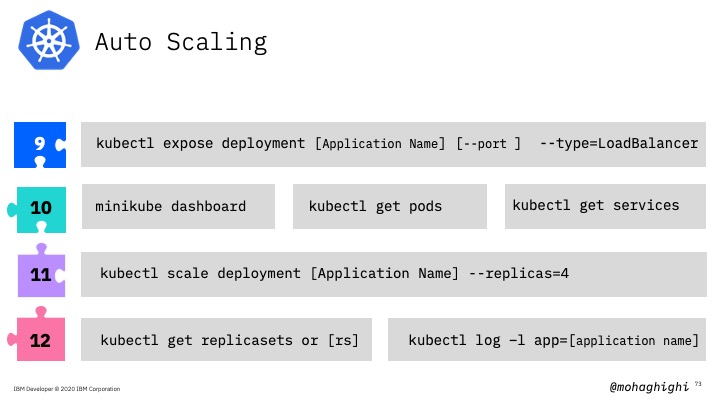 Auto Scaling
9
kubectl expose deployment [Application Name] [--port ] --type=LoadBalancer
10
minikube dashboard
kubectl get pods
kubectl get services
11
kubectl scale deployment [Application Name] --replicas=4
12
kubectl get replicasets or [rs]
kubectl log –l app=[application name]
IBM Developer © 2020 IBM Corporation
@mohaghighi 73